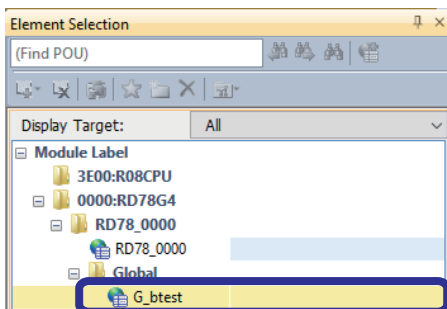 Element Selection
(Find POU)
Display Target: All
Module Label
3E00:R08CPU
0000:RD78G4
RD78_0000
RD78_0000
Global
G_btest